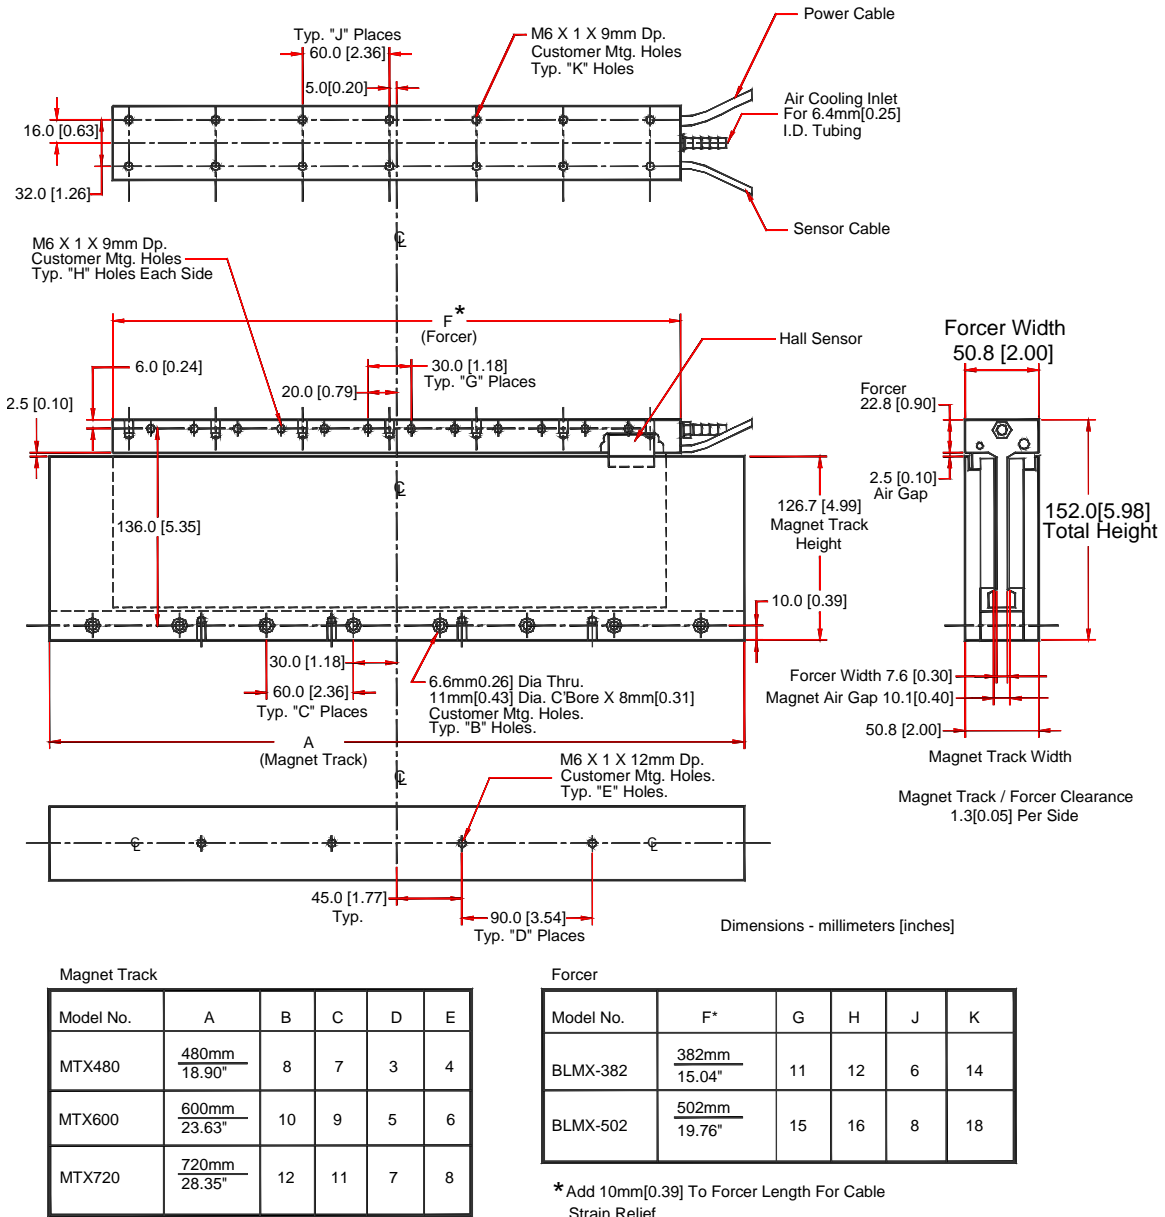 Power Cable
Typ. "J" Places
60.0 [2.36]
M6 X 1 X 9mm Dp.
Customer Mtg. Holes
Typ. "K" Holes
5.0[0.20]
Air Cooling Inlet
For 6.4mm[0.25]
I.D. Tubing
16.0 [0.63]
32.0 [1.26]
Sensor Cable
M6 X 1 X 9mm Dp.
Customer Mtg. Holes
Typ. "H" Holes Each Side
℄
F*
(Forcer)
Hall Sensor
Forcer Width
50.8 [2.00]
6.0 [0.24]
30.0 [1.18]
Typ. "G" Places
20.0 [0.79]
2.5 [0.10]
Forcer
22.8 [0.90]
2.5 [0.10]
Air Gap
℄
126.7 [4.99]
Magnet Track
Height
152.0[5.98]
Total Height
136.0 [5.35]
10.0 [0.39]
30.0 [1.18]
60.0 [2.36]
Typ. "C" Places
6.6mm0.26] Dia Thru.
11mm[0.43] Dia. C'Bore X 8mm[0.31]
Customer Mtg. Holes.
Typ. "B" Holes.
Forcer Width 7.6 [0.30]
Magnet Air Gap 10.1[0.40]
50.8 [2.00]
Magnet Track Width
A
(Magnet Track)
℄
M6 X 1 X 12mm Dp.
Customer Mtg. Holes.
Typ. "E" Holes.
Magnet Track / Forcer Clearance
1.3[0.05] Per Side
℄ ℄
45.0 [1.77]
Typ.
90.0 [3.54]
Typ. "D" Places
Dimensions - millimeters [inches]
Magnet Track
Model No. A B C D E
MTX480 480mm 8 7 3 4
18.90"
MTX600 600mm 10 9 5 6
23.63"
MTX720 720mm 12 11 7 8
28.35"
Forcer
Model No. F* G H J K
BLMX-382 382mm 11 12 6 14
15.04"
BLMX-502 502mm 15 16 8 18
19.76"
*Add 10mm[0.39] To Forcer Length For Cable
Strain Relief